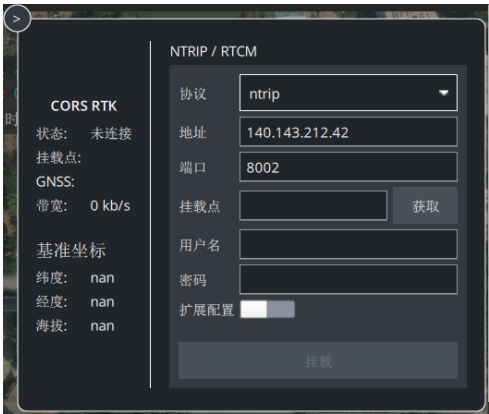 >
NTRIP / RTCM
CORS RTK
状态: 未连接
挂载点:
GNSS:
带宽: 0 kb/s
基准坐标
纬度: nan
经度: nan
海拔: nan
协议 ntrip
地址 140.143.212.42
端口 8002
挂载点 获取
用户名
密码
扩展配置
挂载
时